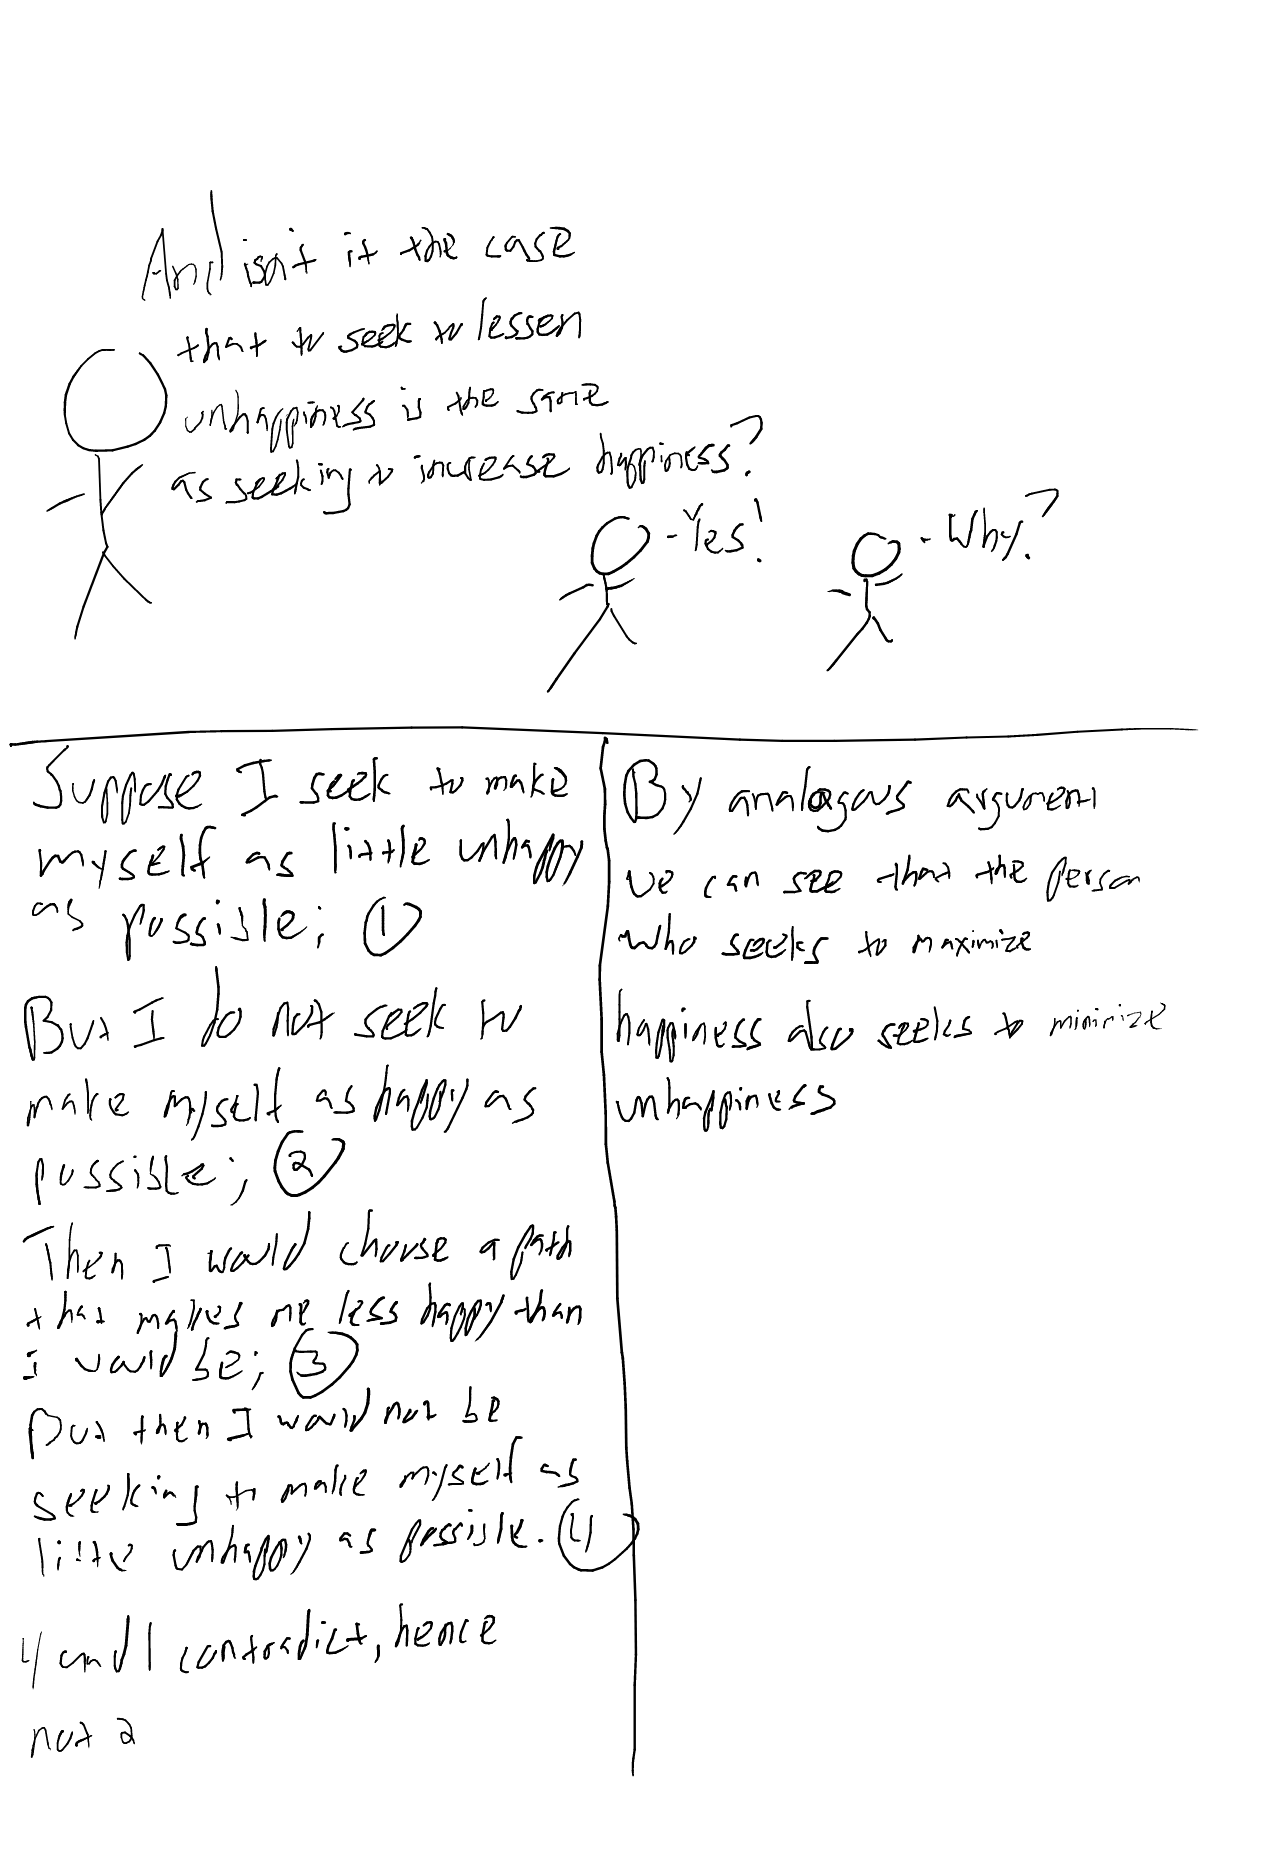 And isn't it the case
that to seek to lessen
unhappiness is the same
as seeking to increase happiness?
- Yes!
- Why?
Suppose I seek to make
myself as little unhappy
as possible; 1
But I do not seek to
make myself as happy as
possible; 2
Then I would choose a path
that makes me less happy than
I would be; 3
But then I would not be
seeking to make myself as
little unhappy as possible. 4
4 and 1 contradict, hence
not 2
By analogous argument
we can see that the person
who seeks to maximize
happiness also seeks to minimize
unhappiness